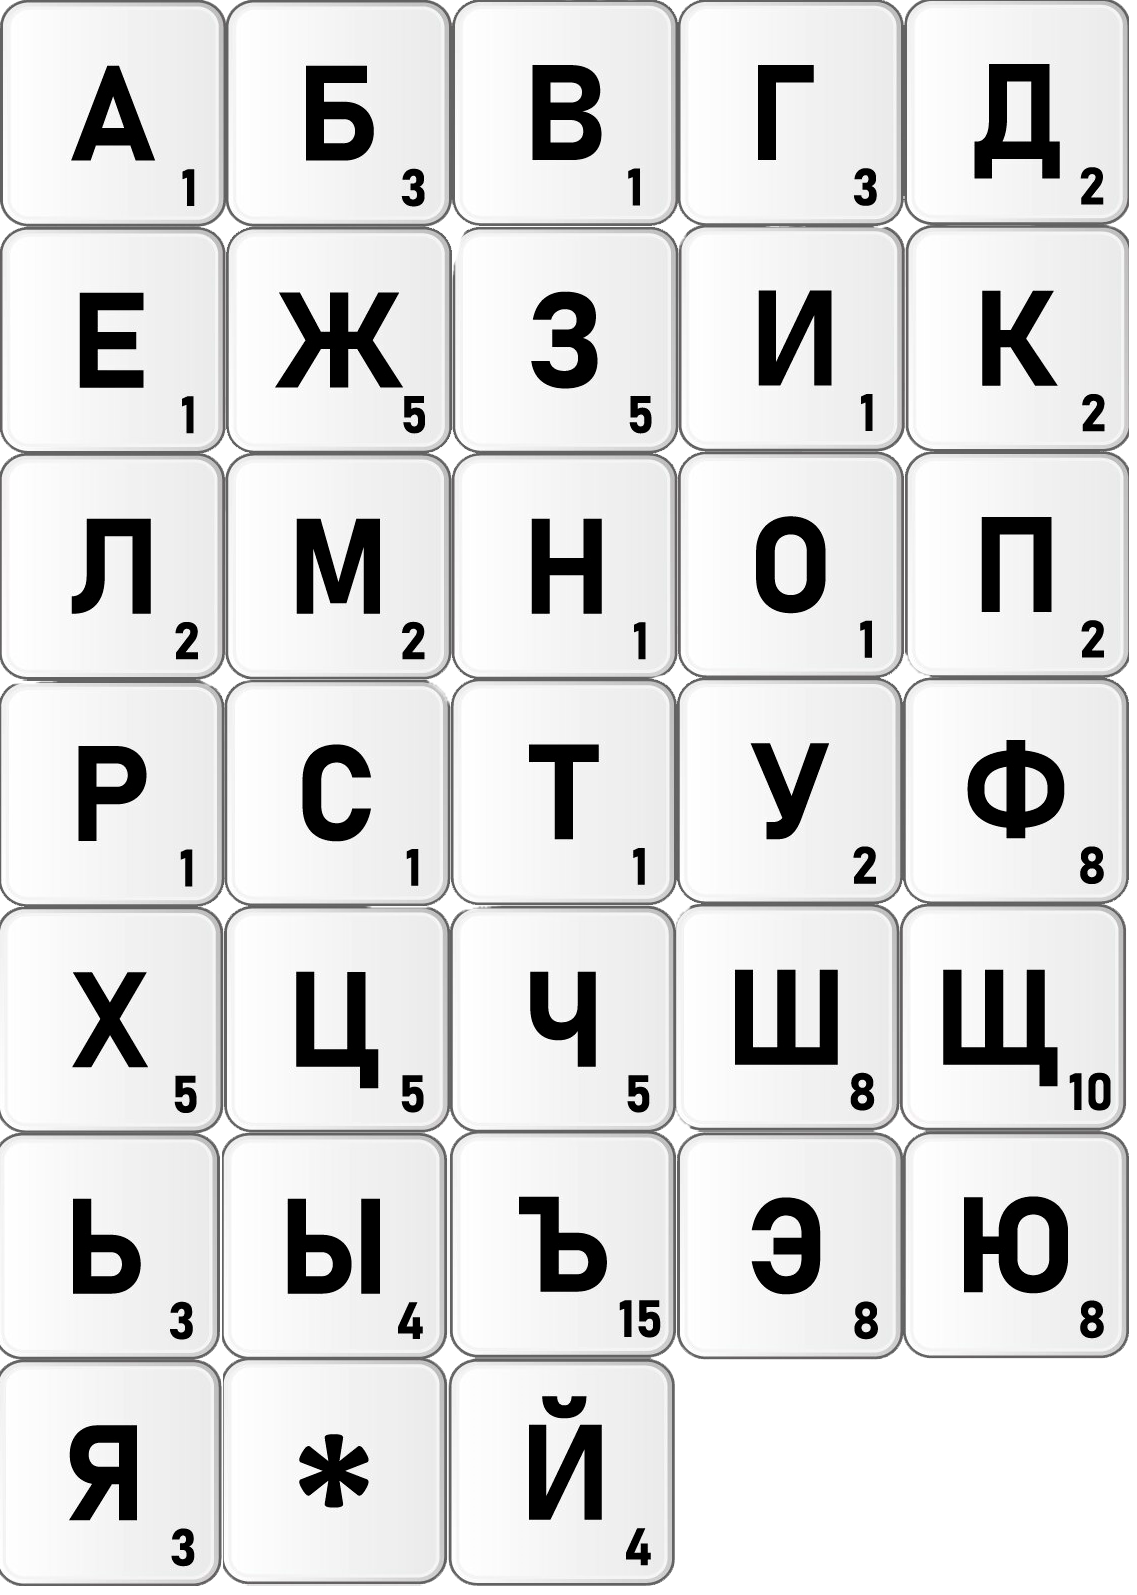 А 1 Б 3 В 1 Г 3 Д 2
Е 1 Ж 5 З 5 И 1 К 2
Л 2 М 2 Н 1 О 1 П 2
Р 1 С 1 Т 1 У 2 Ф 8
Х 5 Ц 5 Ч 5 Ш 8 Щ 10
Ь 3 Ы 4 Ъ 15 Э 8 Ю 8
Я 3 * Й 4